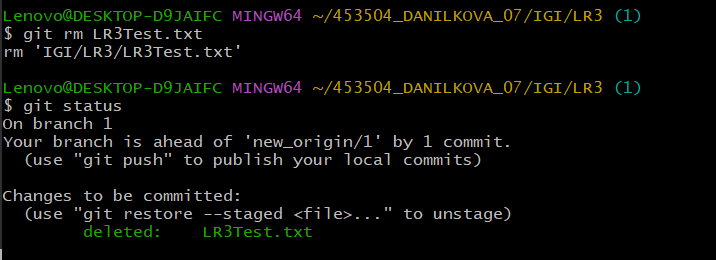 Lenovo@DESKTOP-D9JAIFC MINGW64 ~/453504_DANILKOVA_07/IGI/LR3 (1)
$ git rm LR3Test.txt
rm 'IGI/LR3/LR3Test.txt'
Lenovo@DESKTOP-D9JAIFC MINGW64 ~/453504_DANILKOVA_07/IGI/LR3 (1)
$ git status
On branch 1
Your branch is ahead of 'new_origin/1' by 1 commit.
(use "git push" to publish your local commits)
Changes to be committed:
(use "git restore --staged <file>..." to unstage)
deleted:    LR3Test.txt